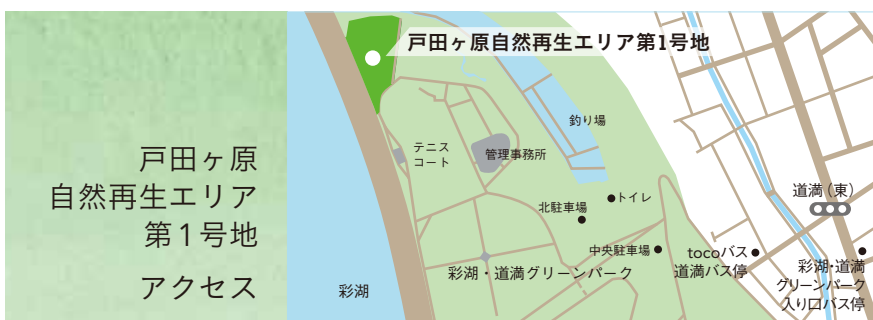 戸田ヶ原
自然再生エリア
第1号地
アクセス
戸田ヶ原自然再生エリア第1号地
釣り場
テニス
コート
管理事務所
トイレ
北駐車場
道満(東)
中央駐車場
tocoバス
道満バス停
彩湖・道満グリーンパーク
彩湖・道満
グリーンパーク
入り口バス停
彩湖